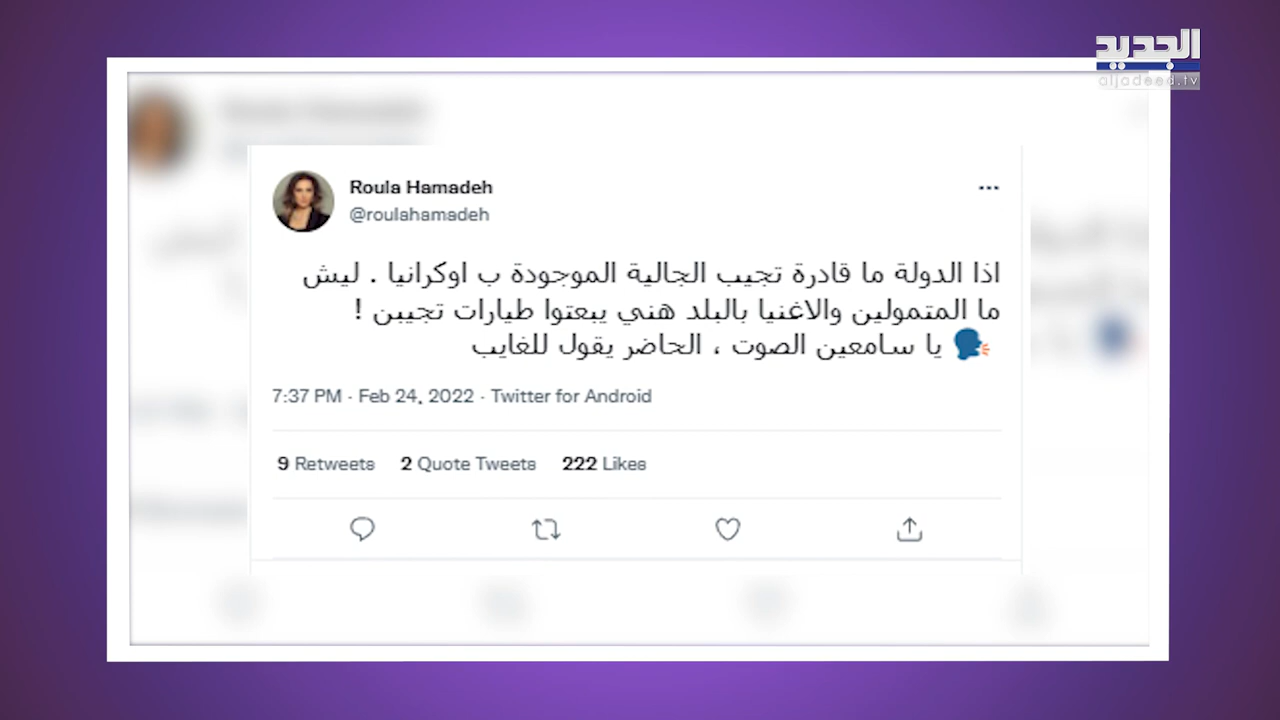 الجديد
aljadeed.tv
Roula Hamadeh
@roulahamadeh
اذا الدولة ما قادرة تجيب الجالية الموجودة ب اوكرانيا . ليش
ما المتمولين والاغنيا بالبلد هني يبعتوا طيارات تجيبن !
🗣 يا سامعين الصوت ، الحاضر يقول للغايب
7:37 PM · Feb 24, 2022 · Twitter for Android
9 Retweets 2 Quote Tweets 222 Likes